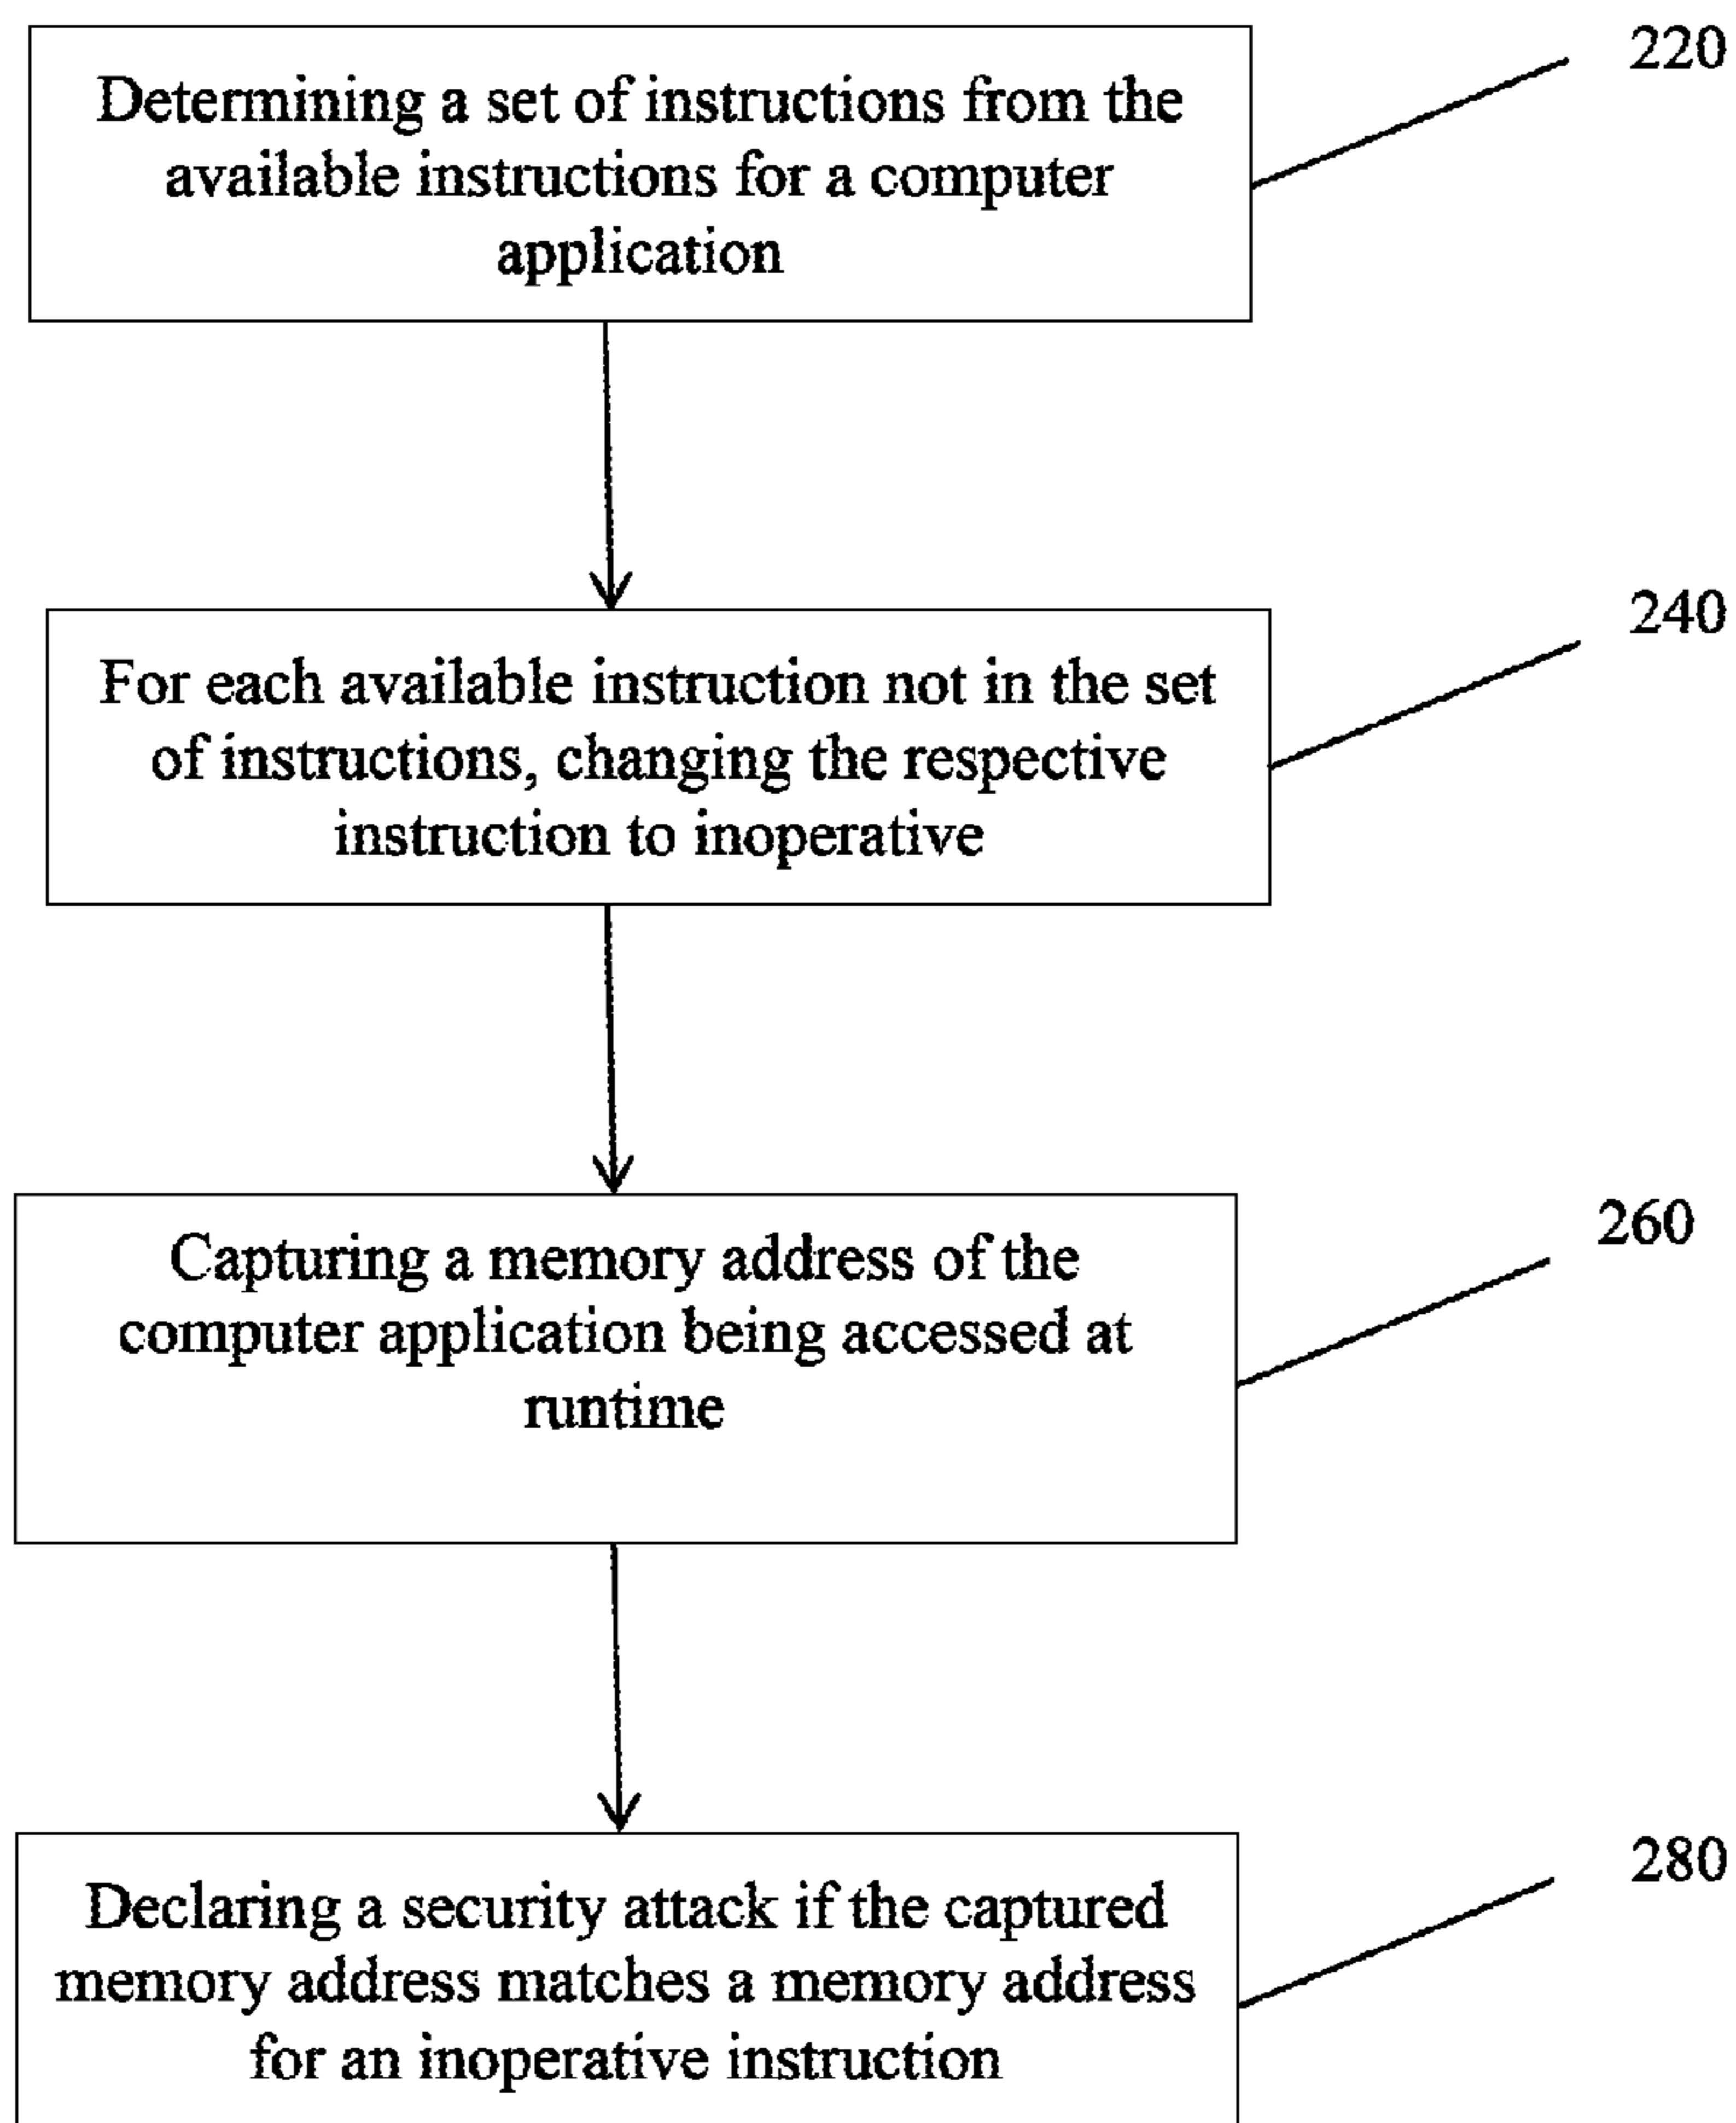 220
Determining a set of instructions from the
available instructions for a computer
application
240
For each available instruction not in the set
of instructions, changing the respective
instruction to inoperative
260
Capturing a memory address of the
computer application being accessed at
runtime
280
Declaring a security attack if the captured
memory address matches a memory address
for an inoperative instruction